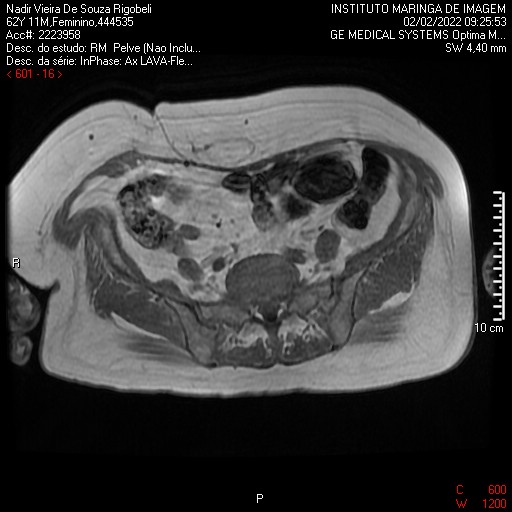 Nadir Vieira De Souza Rigobeli
62Y 11M,Feminino,444535
Acc#: 2223958
Desc. do estudo: RM  Pelve (Nao Inclu...
Desc. da série: InPhase: Ax LAVA-Fle...
< 601 - 16 >
INSTITUTO MARINGA DE IMAGEM
02/02/2022 09:25:53
GE MEDICAL SYSTEMS Optima M...
SW 4,40 mm
R
10 cm
P
C 600
W 1200